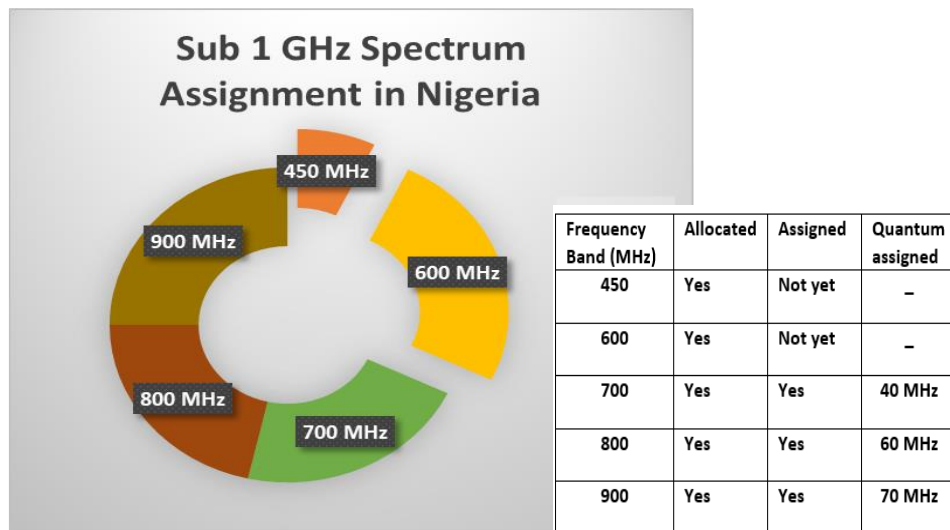 Sub 1 GHz Spectrum
Assignment in Nigeria
450 MHz
600 MHz
700 MHz
800 MHz
900 MHz
Frequency Band (MHz) Allocated Assigned Quantum assigned
450 Yes Not yet –
600 Yes Not yet –
700 Yes Yes 40 MHz
800 Yes Yes 60 MHz
900 Yes Yes 70 MHz